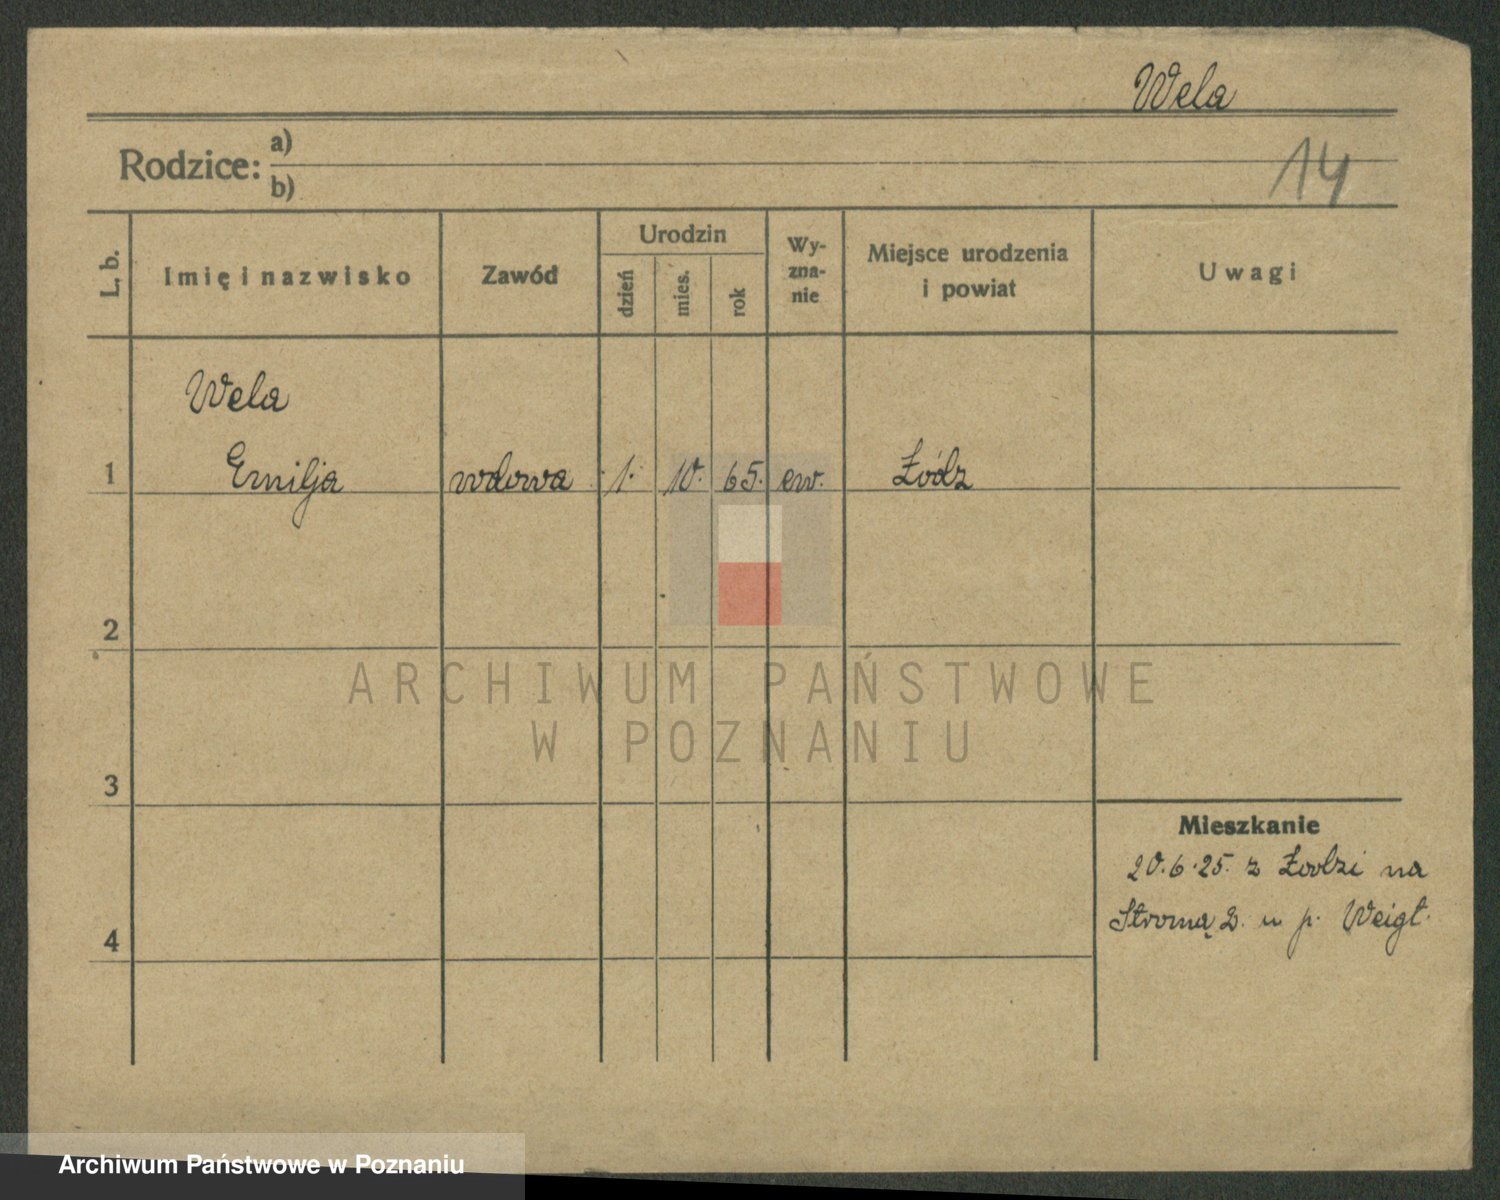 Wela
Rodzice: a)
b)
14
L. b.
Imię i nazwisko
Zawód
Urodzin
dzień
mies.
rok
Wy-
zna-
nie
Miejsce urodzenia
i powiat
Uwagi
Wela
1 Emilja wdowa 1. 10. 65. ew. Łódz
2
ARCHIWUM PAŃSTWOWE
W POZNANIU
3
Mieszkanie
20.6.25. z Łodzi na
Stromą 2. u p. Weigt.
4
Archiwum Państwowe w Poznaniu